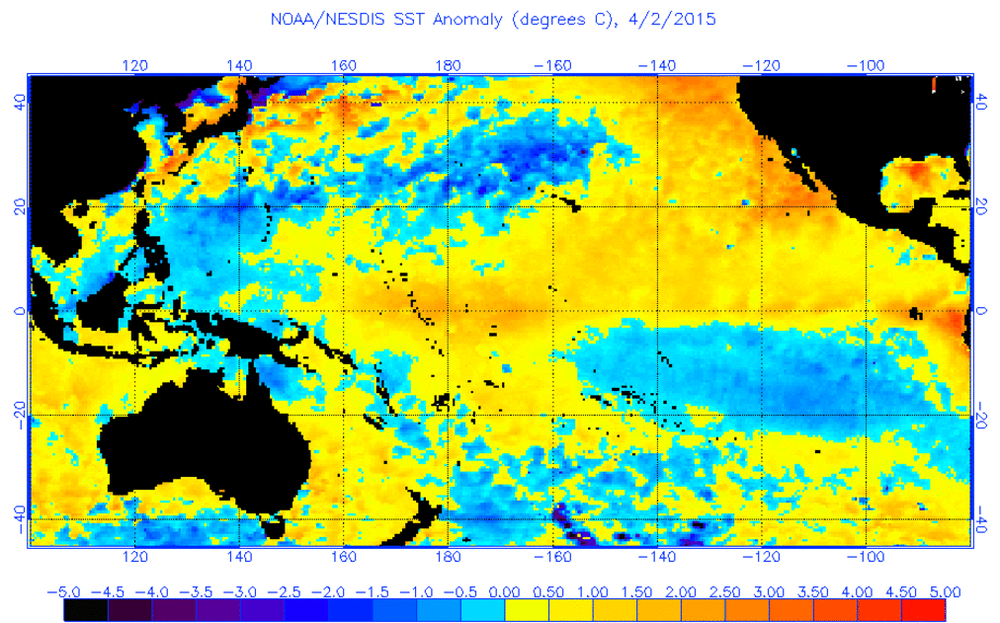 NOAA/NESDIS SST Anomaly (degrees C), 4/2/2015
120 140 160 180 −160 −140 −120 −100
40 40
20 20
0 0
−20 −20
−40 −40
120 140 160 180 −160 −140 −120 −100
−5.0 −4.5 −4.0 −3.5 −3.0 −2.5 −2.0 −1.5 −1.0 −0.5 0.00 0.50 1.00 1.50 2.00 2.50 3.00 3.50 4.00 4.50 5.00